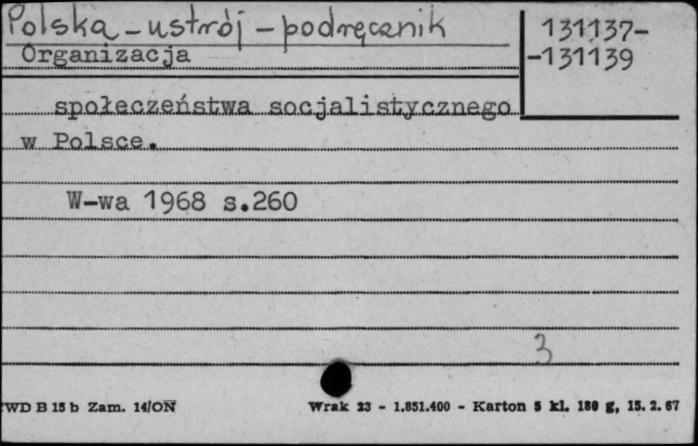 Polska - ustrój - podręcznik
131137-
-131139
Organizacja
społeczeństwa socjalistycznego
w Polsce.
W-wa 1968 s.260
3
WD B 15 b Zam. 14/ON
Wrak 23 - 1.851.400 - Karton 5 kl. 180 g, 15. 2. 67